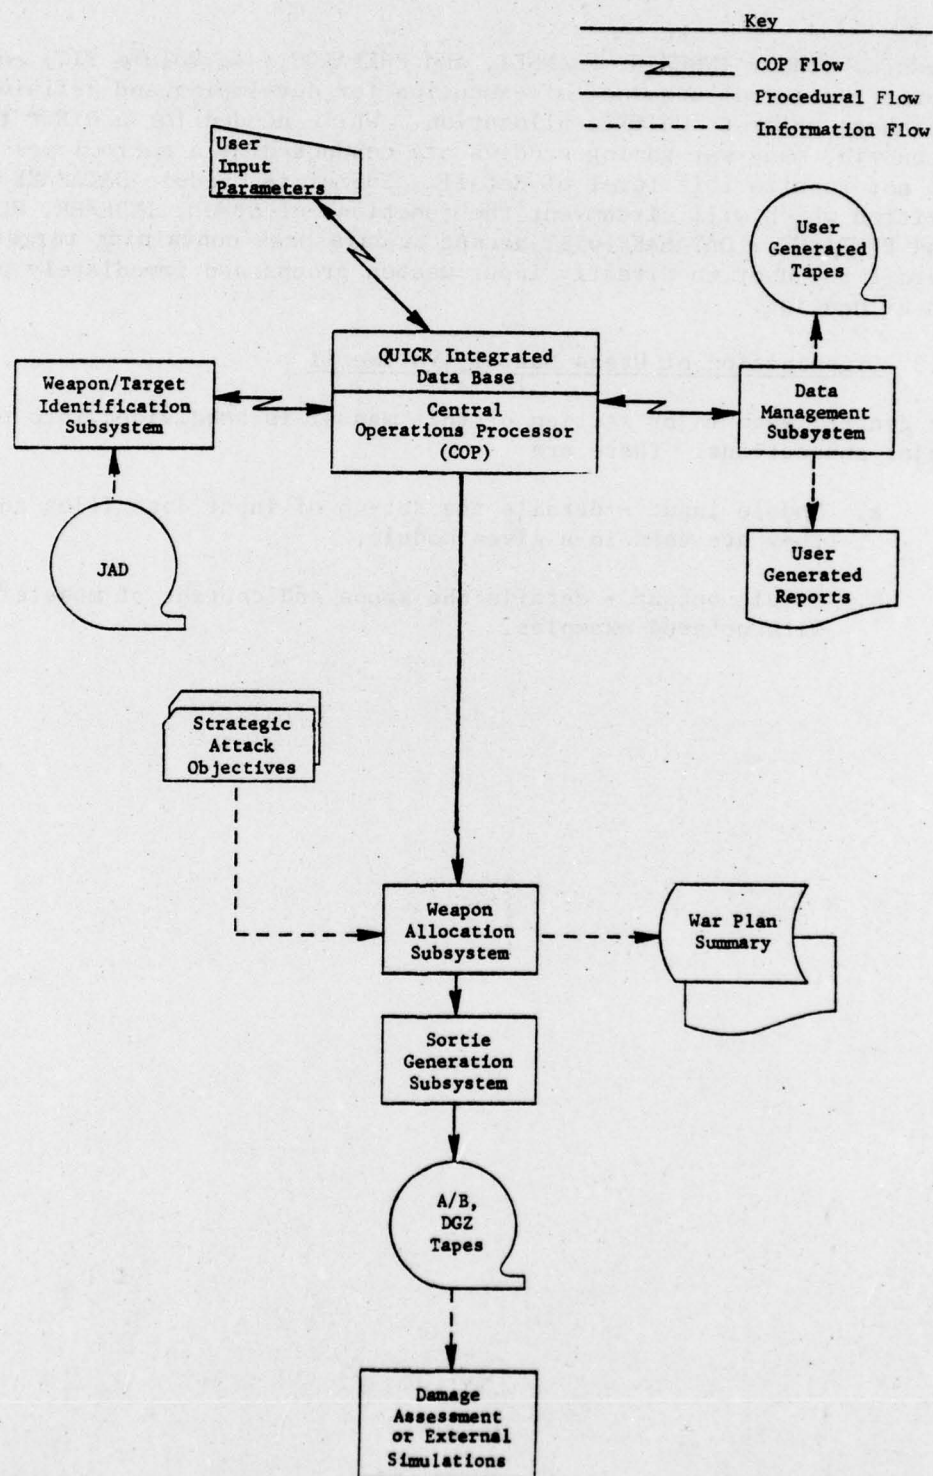 Key
COP Flow
Procedural Flow
Information Flow
User
Input
Parameters
User
Generated
Tapes
QUICK Integrated
Data Base
Central
Operations Processor
(COP)
Weapon/Target
Identification
Subsystem
Data
Management
Subsystem
JAD
User
Generated
Reports
Strategic
Attack
Objectives
Weapon
Allocation
Subsystem
War Plan
Summary
Sortie
Generation
Subsystem
A/B,
DGZ
Tapes
Damage
Assessment
or External
Simulations